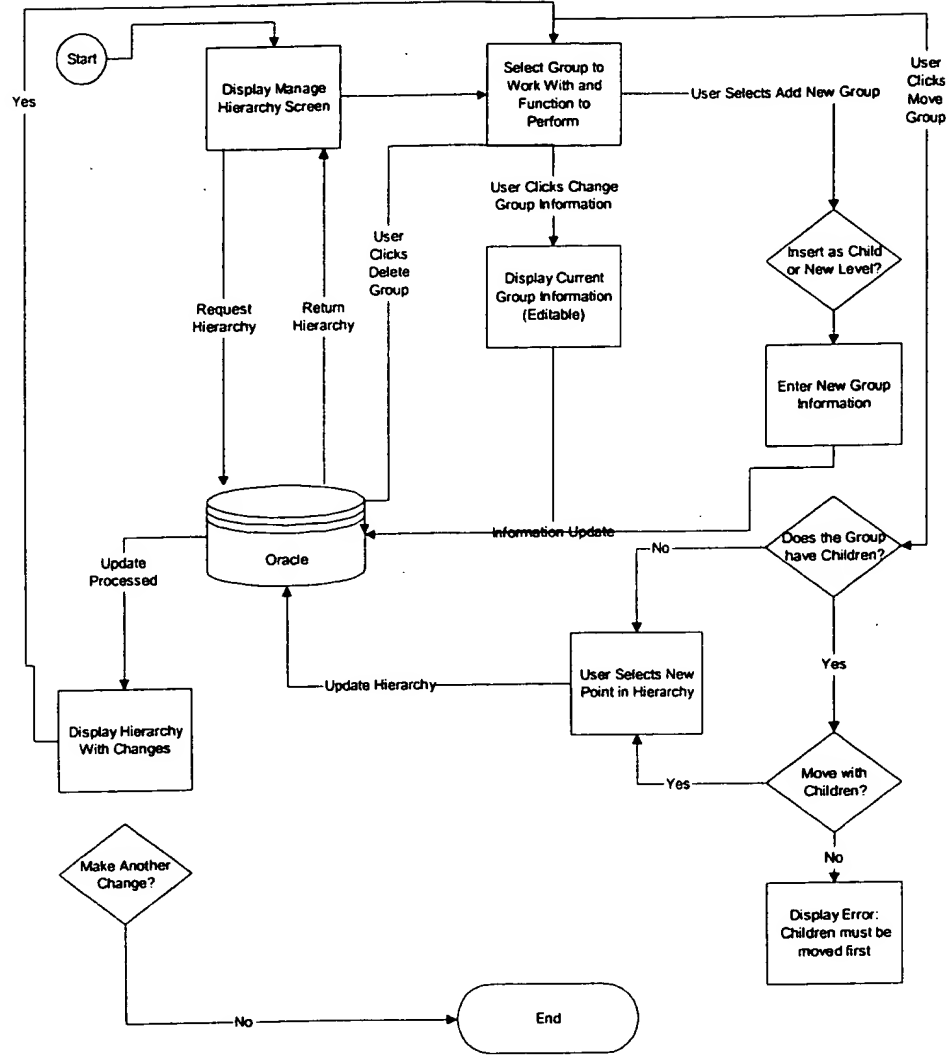 Start
Display Manage
Hierarchy Screen
Select Group to
Work With and
Function to
Perform
User Selects Add New Group
User
Clicks
Move
Group
Yes
User Clicks Change
Group Information
User
Clicks
Delete
Group
Insert as Child
or New Level?
Display Current
Group Information
(Editable)
Request
Hierarchy
Return
Hierarchy
Enter New Group
Information
Oracle
Information Update
Does the Group
have Children?
No
Update
Processed
Yes
User Selects New
Point in Hierarchy
Update Hierarchy
Display Hierarchy
With Changes
Move with
Children?
Yes
No
Make Another
Change?
Display Error:
Children must be
moved first
No
End